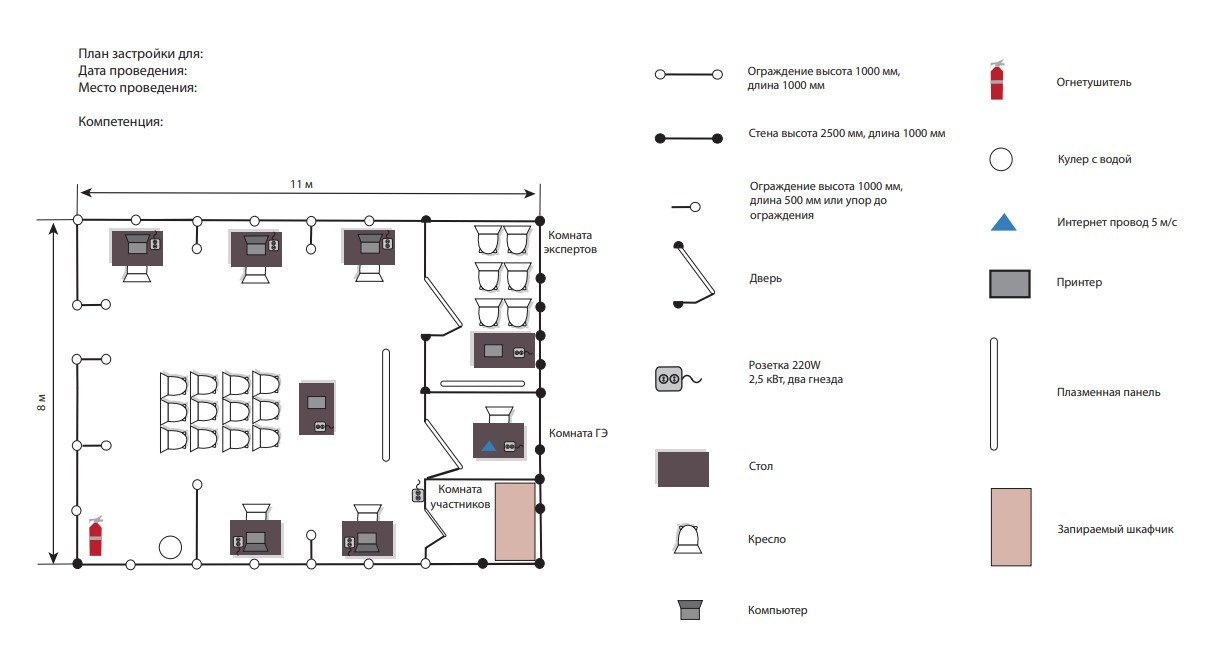 План застройки для:
Дата проведения:
Место проведения:
Компетенция:
11 м
8 м
Комната
экспертов
Комната ГЭ
Комната
участников
Ограждение высота 1000 мм,
длина 1000 мм
Стена высота 2500 мм, длина 1000 мм
Ограждение высота 1000 мм,
длина 500 мм или упор до
ограждения
Дверь
Розетка 220W
2,5 кВт, два гнезда
Стол
Кресло
Компьютер
Огнетушитель
Кулер с водой
Интернет провод 5 м/с
Принтер
Плазменная панель
Запираемый шкафчик